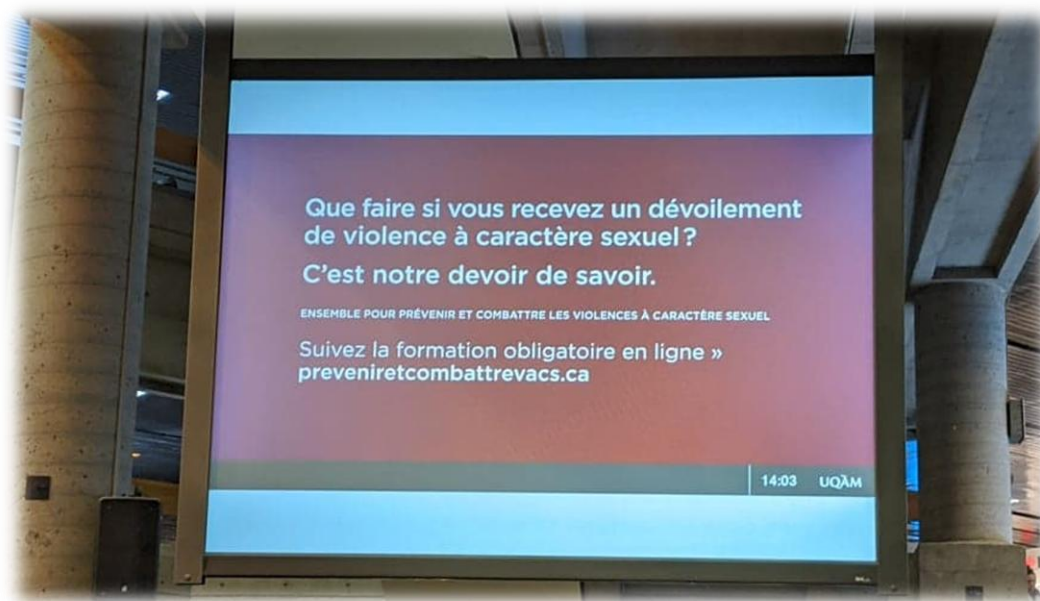 Que faire si vous recevez un dévoilement
de violence à caractère sexuel ?
C'est notre devoir de savoir.
ENSEMBLE POUR PRÉVENIR ET COMBATTRE LES VIOLENCES À CARACTÈRE SEXUEL
Suivez la formation obligatoire en ligne »
preveniretcombattrevacs.ca
14:03 UQÀM